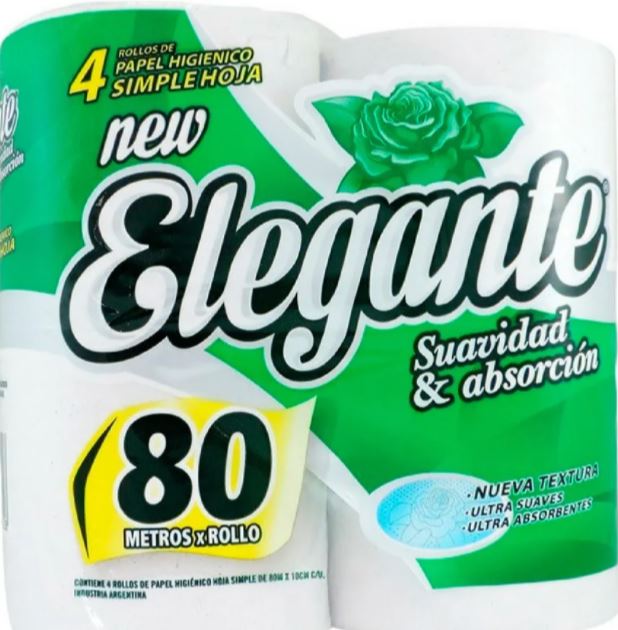 4 ROLLOS DE
PAPEL HIGIENICO
SIMPLE HOJA
new
Elegante®
Suavidad
& absorción
80
METROS x ROLLO
· NUEVA TEXTURA
· ULTRA SUAVES
· ULTRA ABSORBENTES
CONTIENE 4 ROLLOS DE PAPEL HIGIÉNICO HOJA SIMPLE DE 80M X 10CM C/U.
INDUSTRIA ARGENTINA